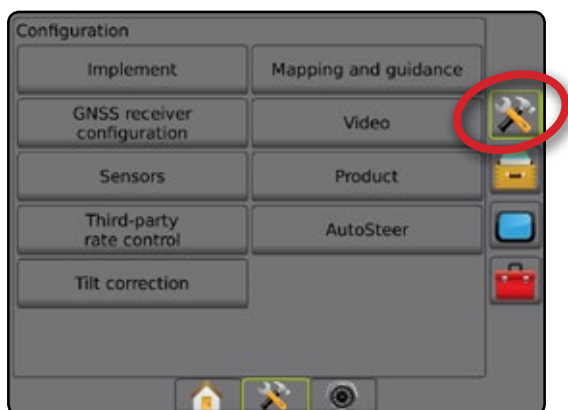 Configuration
Implement
Mapping and guidance
GNSS receiver
configuration
Video
Sensors
Product
Third-party
rate control
AutoSteer
Tilt correction